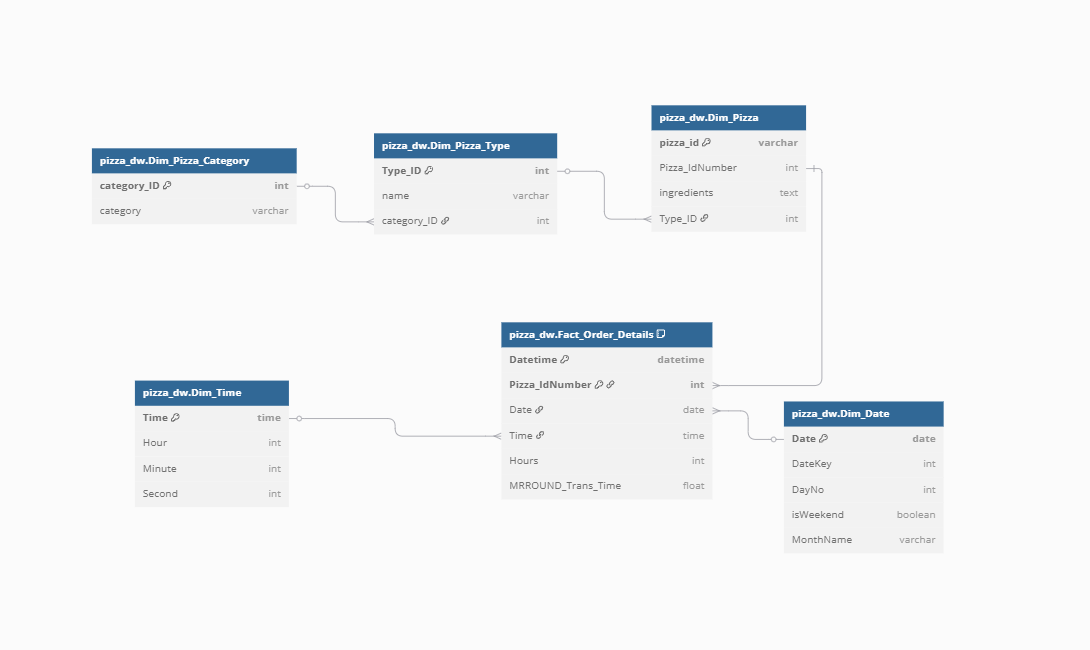 pizza_dw.Dim_Pizza_Category
category_ID int
category varchar
pizza_dw.Dim_Pizza_Type
Type_ID int
name varchar
category_ID int
pizza_dw.Dim_Pizza
pizza_id varchar
Pizza_IdNumber int
ingredients text
Type_ID int
pizza_dw.Dim_Time
Time time
Hour int
Minute int
Second int
pizza_dw.Fact_Order_Details
Datetime datetime
Pizza_IdNumber int
Date date
Time time
Hours int
MRROUND_Trans_Time float
pizza_dw.Dim_Date
Date date
DateKey int
DayNo int
isWeekend boolean
MonthName varchar